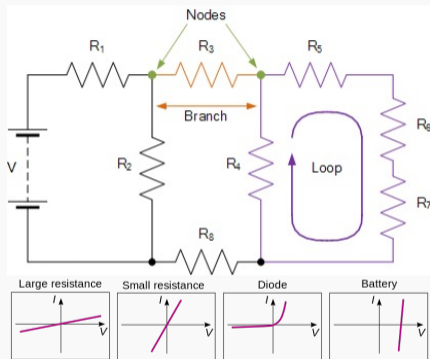 Nodes
R1
R3
R5
Branch
V
R2
R4
Loop
R6
R7
R8
Large resistance
Small resistance
Diode
Battery
I
V
I
V
I
V
I
V